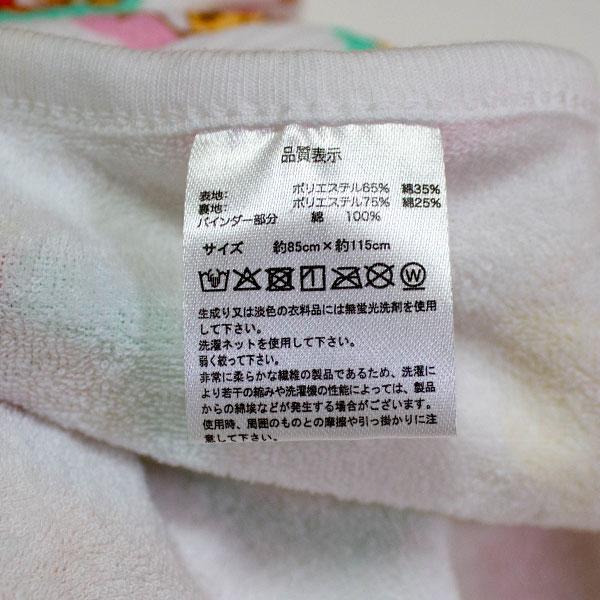 品質表示
表地: ポリエステル65% 綿35%
裏地: ポリエステル75% 綿25%
バインダー部分 綿 100%
サイズ 約85cm×約115cm
W
生成り又は淡色の衣料品には無蛍光洗剤を使用
して下さい。
洗濯ネットを使用して下さい。
弱く絞って下さい。
非常に柔らかな繊維の製品であるため、洗濯に
より若干の縮みや洗濯機の性能によっては、製品
からの綿埃などが発生する場合がございます。
使用時、周囲のものとの摩擦や引っ掛かりに注
意して下さい。